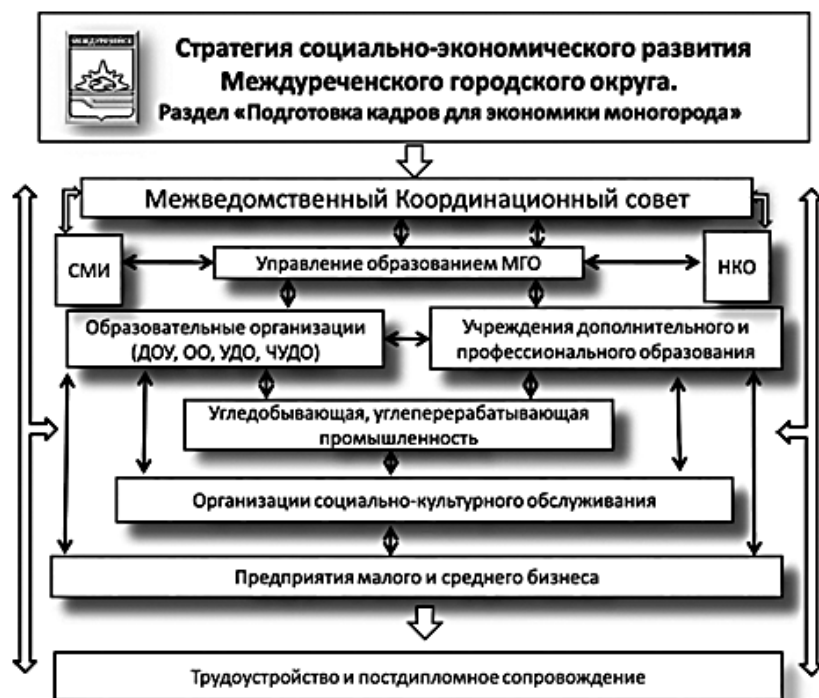 МЕЖДУРЕЧЕНСК
Стратегия социально-экономического развития
Междуреченского городского округа.
Раздел «Подготовка кадров для экономики моногорода»
Межведомственный Координационный совет
СМИ
Управление образованием МГО
НКО
Образовательные организации
(ДОУ, ОО, УДО, ЧУДО)
Учреждения дополнительного и
профессионального образования
Угледобывающая, углеперерабатывающая
промышленность
Организации социально-культурного обслуживания
Предприятия малого и среднего бизнеса
Трудоустройство и постдипломное сопровождение